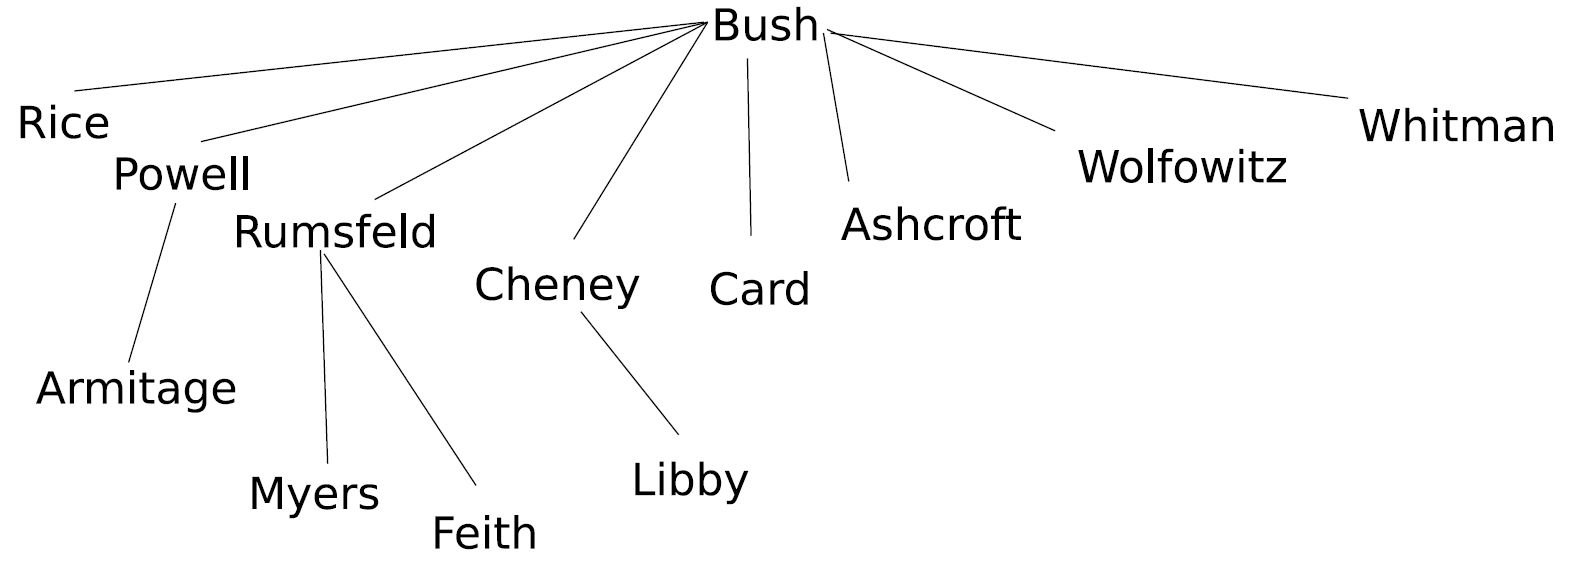 Bush
Rice
Powell
Rumsfeld
Cheney
Card
Ashcroft
Wolfowitz
Whitman
Armitage
Myers
Feith
Libby